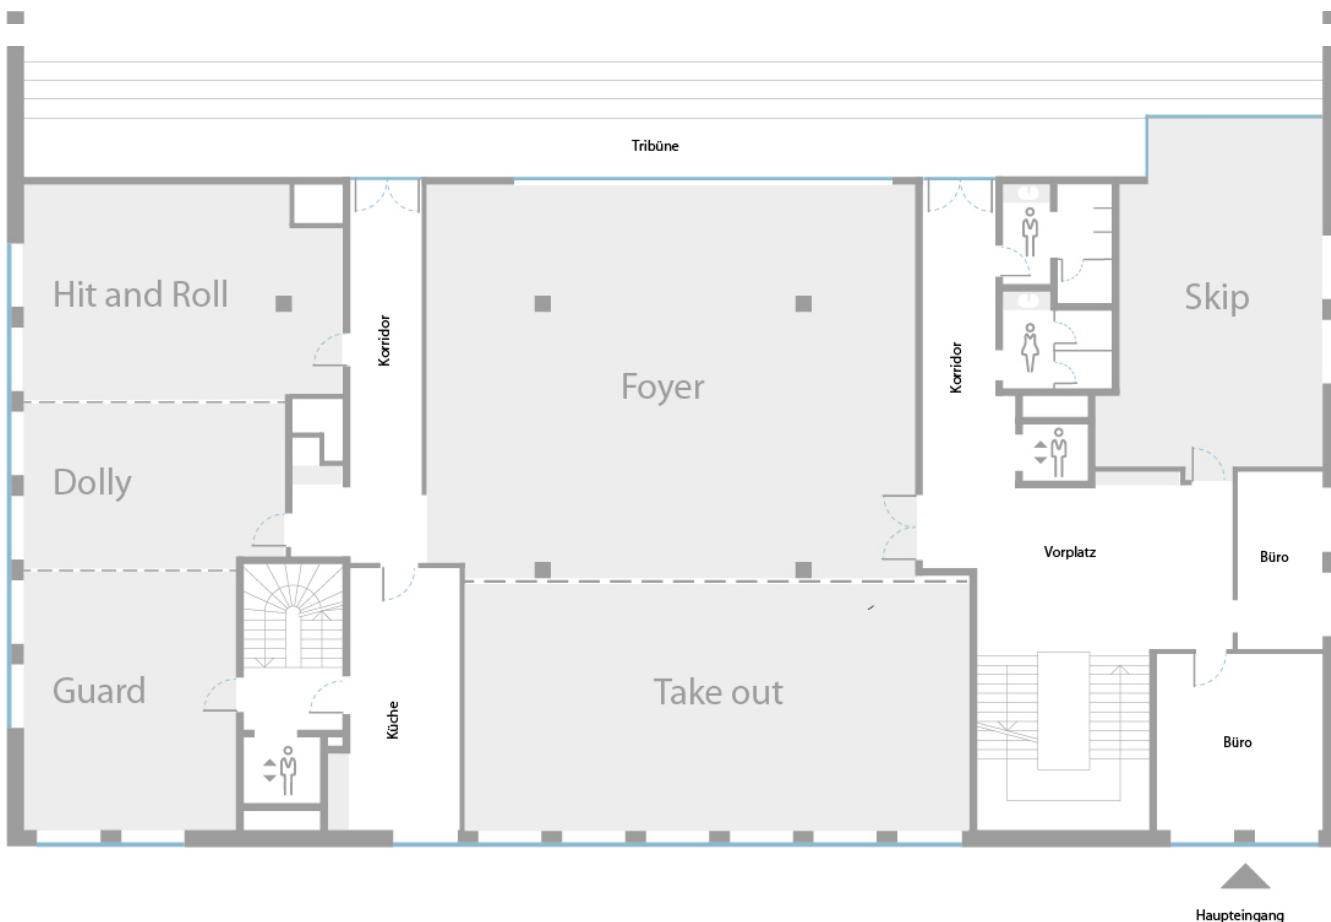 Tribüne
Hit and Roll
Korridor
Foyer
Korridor
Skip
Dolly
Vorplatz
Büro
Guard
Küche
Take out
Büro
Haupteingang